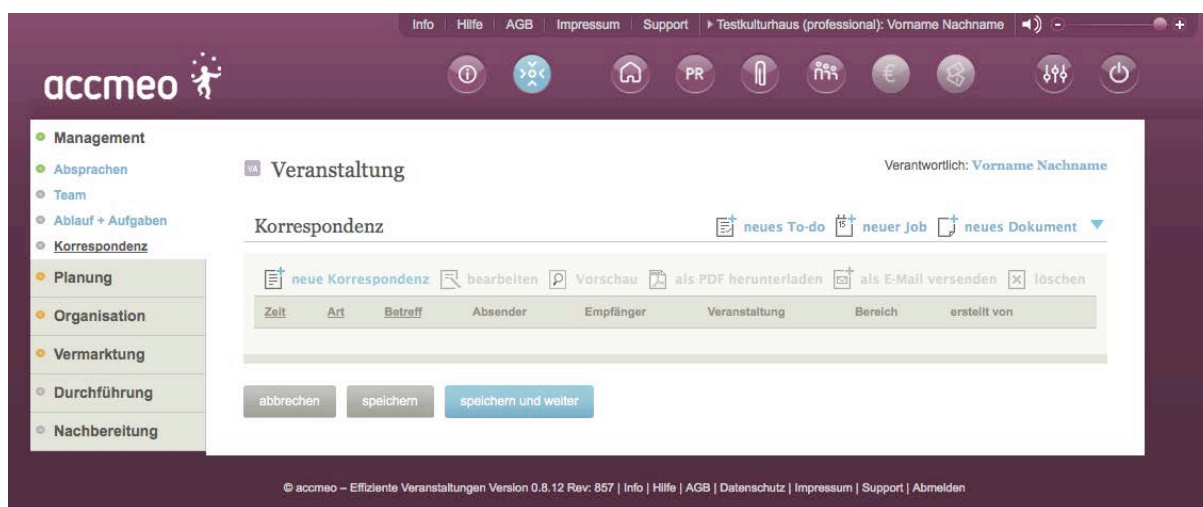 Info Hilfe AGB Impressum Support Testkulturhaus (professional): Vorname Nachname
accmeo
PR
€
Management
Absprachen
Team
Ablauf + Aufgaben
Korrespondenz
Planung
Organisation
Vermarktung
Durchführung
Nachbereitung
VA Veranstaltung
Verantwortlich: Vorname Nachname
Korrespondenz
neues To-do 15 neuer Job neues Dokument
neue Korrespondenz bearbeiten Vorschau als PDF herunterladen als E-Mail versenden löschen
Zeit Art Betreff Absender Empfänger Veranstaltung Bereich erstellt von
abbrechen speichern speichern und weiter
© accmeo – Effiziente Veranstaltungen Version 0.8.12 Rev: 857 | Info | Hilfe | AGB | Datenschutz | Impressum | Support | Abmelden